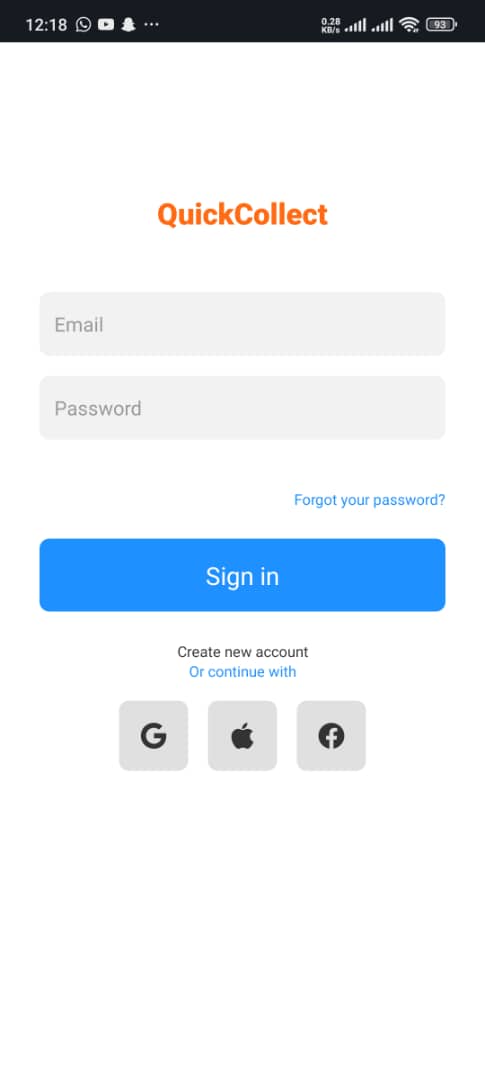 12:18 ... 0.28 KB/s 93
QuickCollect
Email
Password
Forgot your password?
Sign in
Create new account
Or continue with